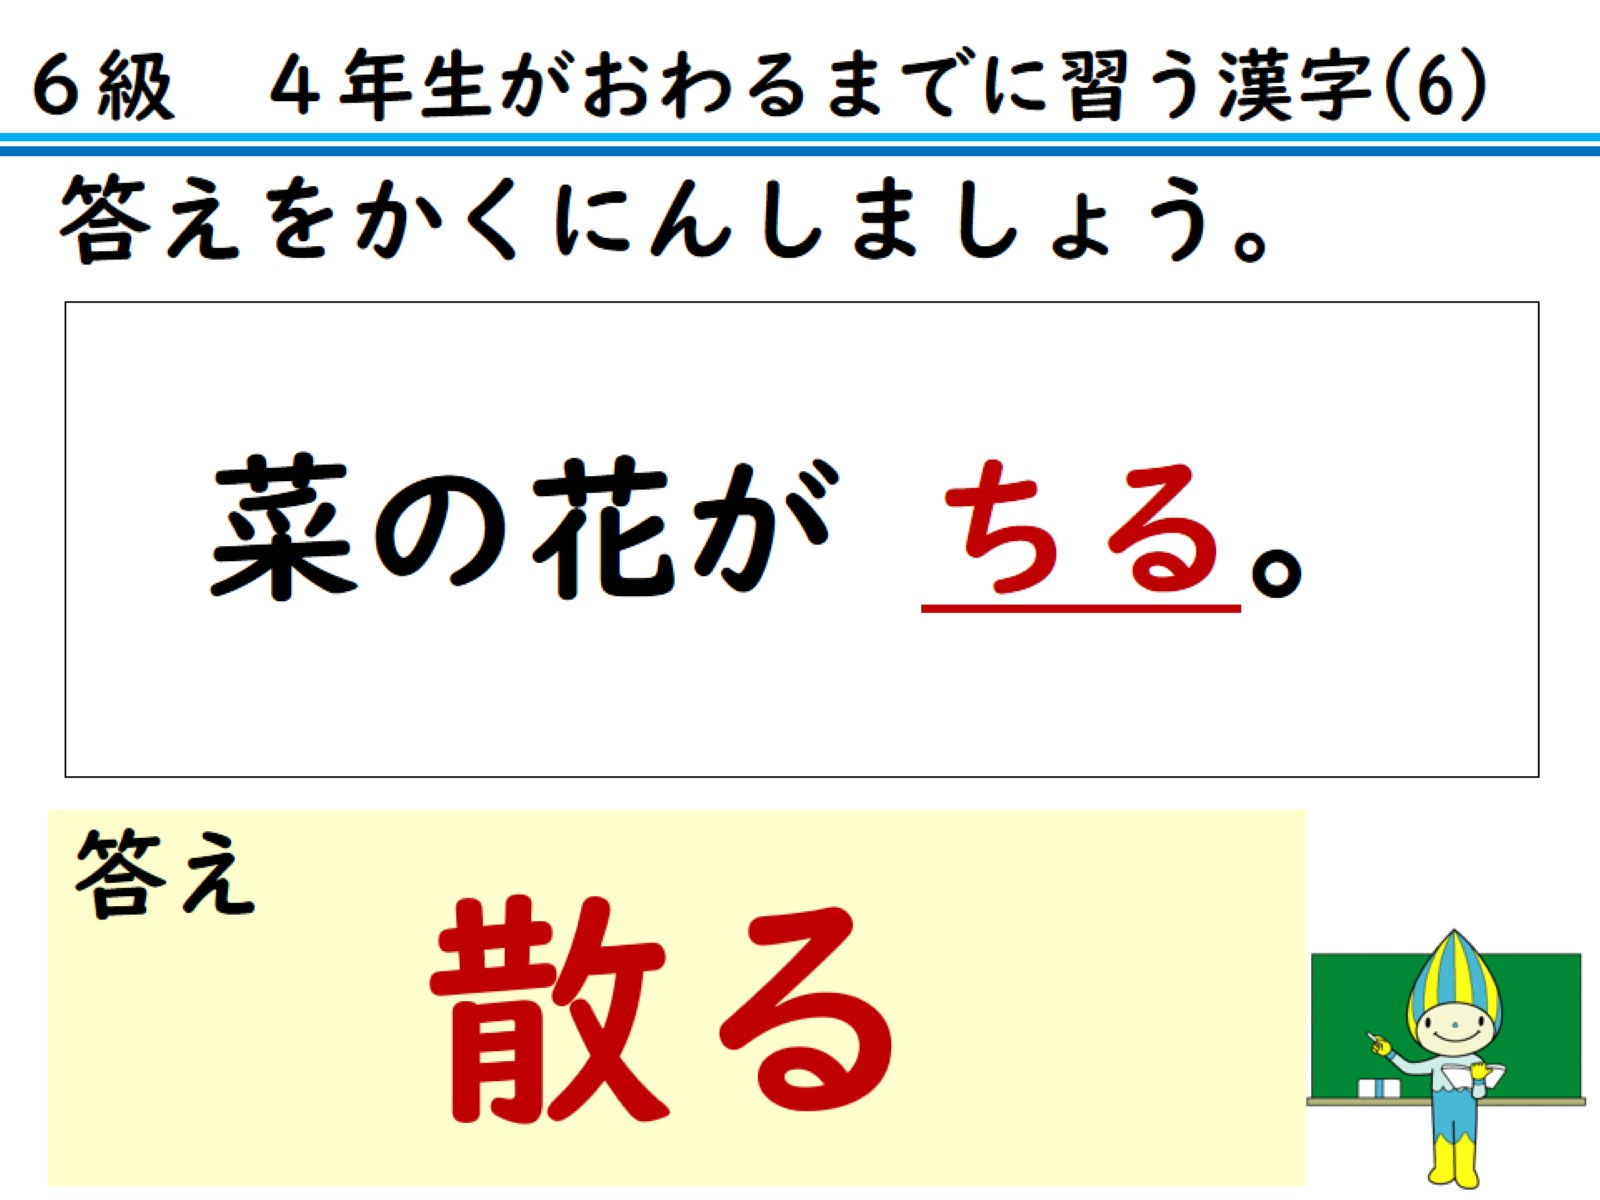 ６級　４年生がおわるまでに習う漢字(6)
答えをかくにんしましょう。
菜の花が ちる。
答え
散る